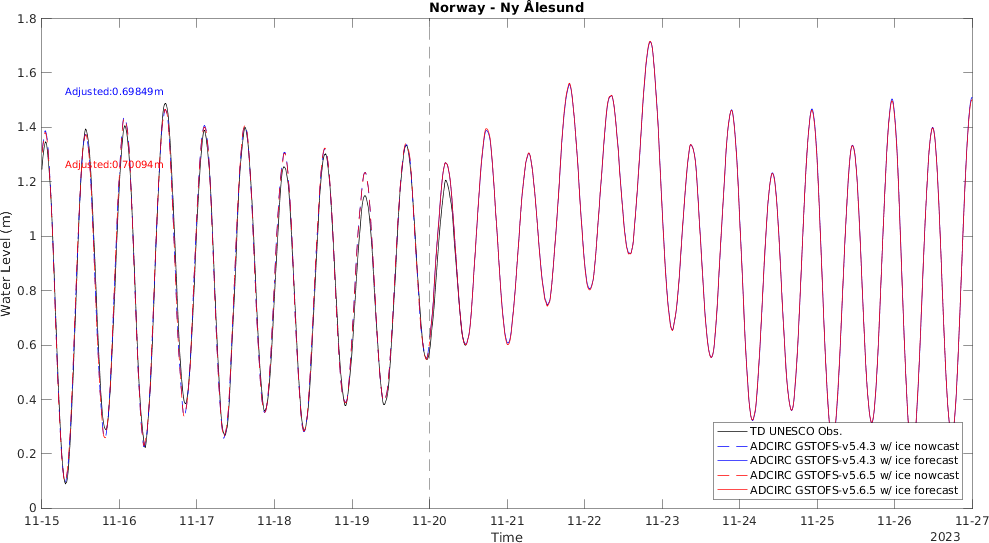 Norway - Ny Ålesund
1.8
1.6
1.4
1.2
1
0.8
0.6
0.4
0.2
0
Water Level (m)
Adjusted:0.69849m
Adjusted:0.70094m
TD UNESCO Obs.
ADCIRC GSTOFS-v5.4.3 w/ ice nowcast
ADCIRC GSTOFS-v5.4.3 w/ ice forecast
ADCIRC GSTOFS-v5.6.5 w/ ice nowcast
ADCIRC GSTOFS-v5.6.5 w/ ice forecast
11-15 11-16 11-17 11-18 11-19 11-20 11-21 11-22 11-23 11-24 11-25 11-26 11-27
Time
2023